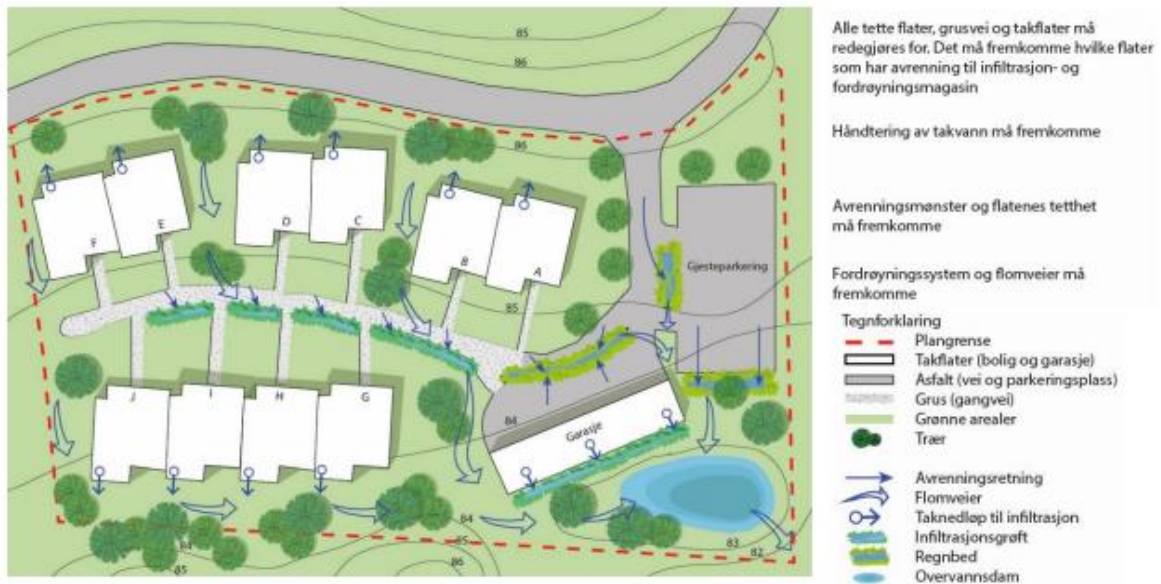 85
86
86
F
E
D
C
B
A
85
85
Gjesteparkering
84
J
I
H
G
Garasje
84
84
85
85
86
83
82
Alle tette flater, grusvei og takflater må
redegjøres for. Det må fremkomme hvilke flater
som har avrenning til infiltrasjon- og
fordrøyningsmagasin
Håndtering av takvann må fremkomme
Avrenningsmønster og flatenes tetthet
må fremkomme
Fordrøyningssystem og flomveier må
fremkomme
Tegnforklaring
Plangrense
Takflater (bolig og garasje)
Asfalt (vei og parkeringsplass)
Grus (gangvei)
Grønne arealer
Trær
Avrenningsretning
Flomveier
Taknedløp til infiltrasjon
Infiltrasjonsgrøft
Regnbed
Overvannsdam